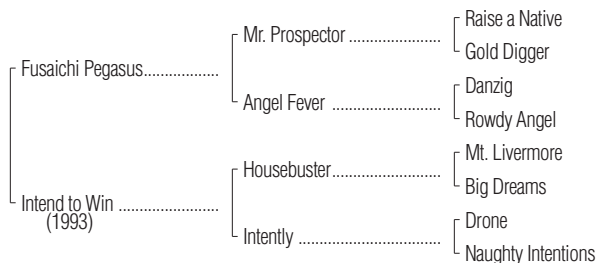 Raise a Native
Mr. Prospector .......................
Gold Digger
Fusaichi Pegasus..................
Danzig
Angel Fever ...........................
Rowdy Angel
Mt. Livermore
Housebuster...........................
Big Dreams
Intend to Win ........................
(1993)
Drone
Intently ...................................
Naughty Intentions